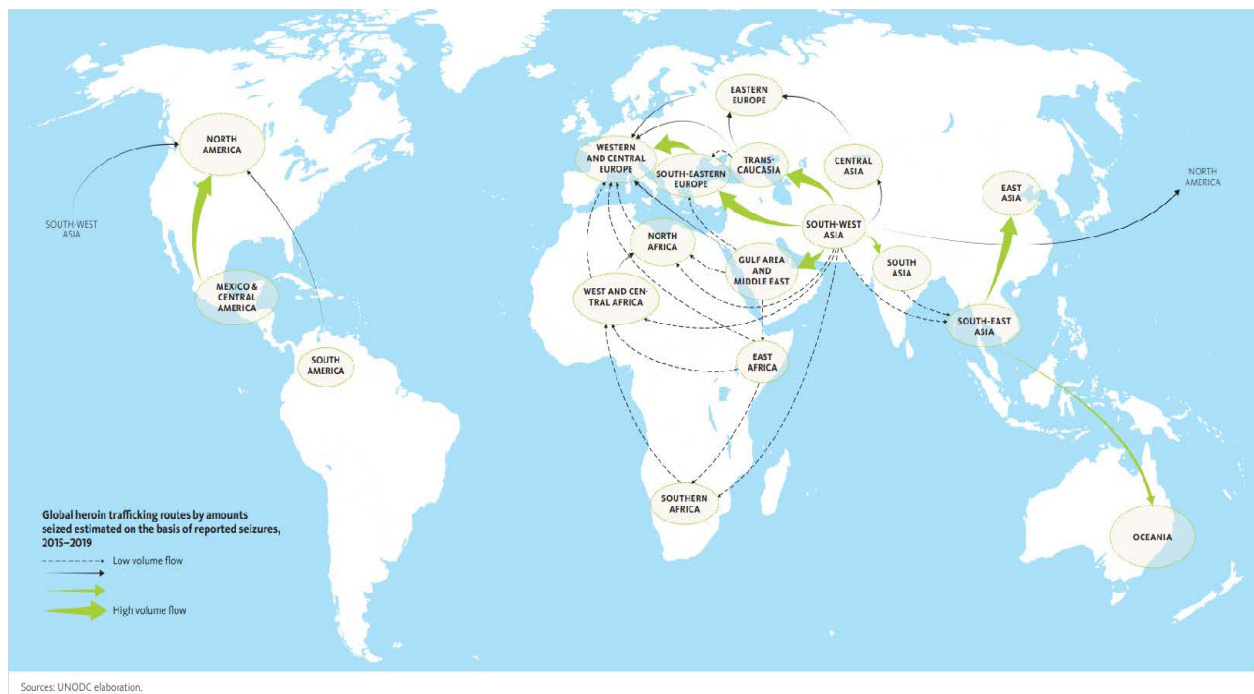 EASTERN
EUROPE
NORTH
AMERICA
WESTERN
AND CENTRAL
EUROPE
TRANS-
CAUCASIA
CENTRAL
ASIA
SOUTH-EASTERN
EUROPE
EAST
ASIA
NORTH
AMERICA
SOUTH-WEST
ASIA
SOUTH-WEST
ASIA
NORTH
AFRICA
GULF AREA
AND
MIDDLE EAST
SOUTH
ASIA
MEXICO &
CENTRAL
AMERICA
WEST AND CEN-
TRAL AFRICA
SOUTH-EAST
ASIA
SOUTH
AMERICA
EAST
AFRICA
SOUTHERN
AFRICA
OCEANIA
Global heroin trafficking routes by amounts
seized estimated on the basis of reported seizures,
2015–2019
Low volume flow
High volume flow
Sources: UNODC elaboration.